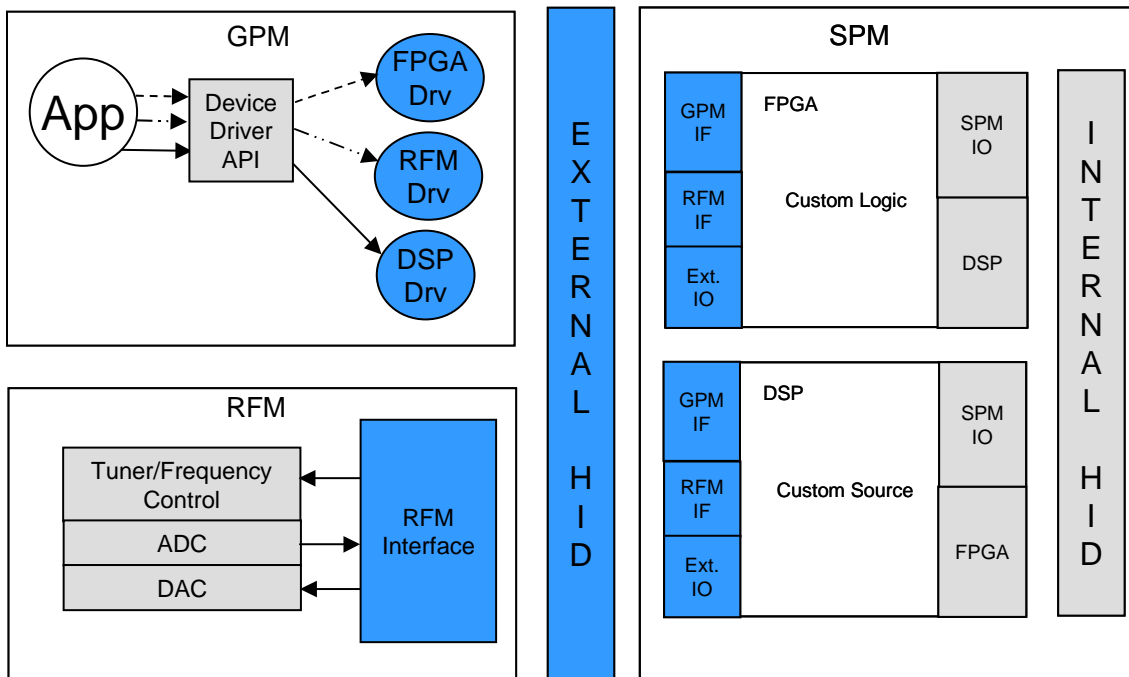 GPM
App
Device
Driver
API
FPGA
Drv
RFM
Drv
DSP
Drv
RFM
Tuner/Frequency
Control
ADC
DAC
RFM
Interface
E
X
T
E
R
N
A
L
H
I
D
SPM
GPM
IF
RFM
IF
Ext.
IO
FPGA
Custom Logic
SPM
IO
DSP
GPM
IF
RFM
IF
Ext.
IO
DSP
Custom Source
SPM
IO
FPGA
I
N
T
E
R
N
A
L
H
I
D